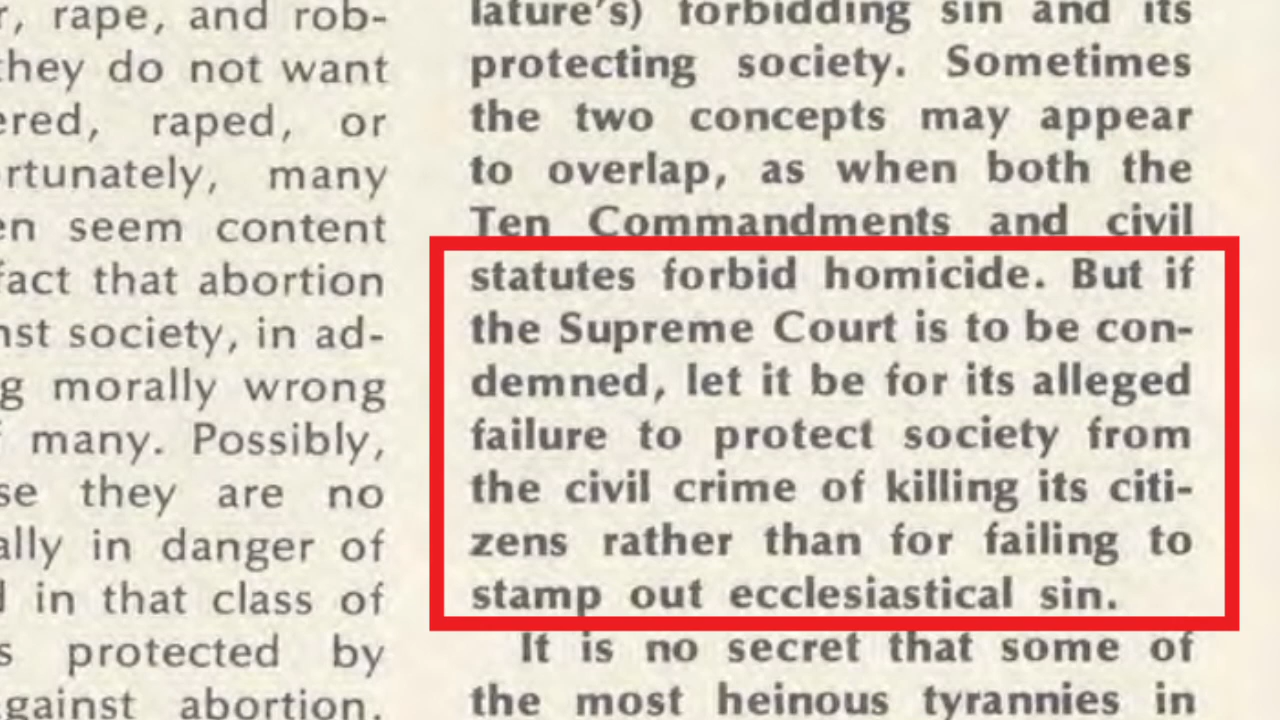 r, rape, and rob-
they do not want
ered, raped, or
rtunately, many
en seem content
fact that abortion
nst society, in ad-
g morally wrong
many. Possibly,
se they are no
ally in danger of
in that class of
s protected by
gainst abortion.
lature's) forbidding sin and its
protecting society. Sometimes
the two concepts may appear
to overlap, as when both the
Ten Commandments and civil
statutes forbid homicide. But if
the Supreme Court is to be con-
demned, let it be for its alleged
failure to protect society from
the civil crime of killing its citi-
zens rather than for failing to
stamp out ecclesiastical sin.
It is no secret that some of
the most heinous tyrannies in